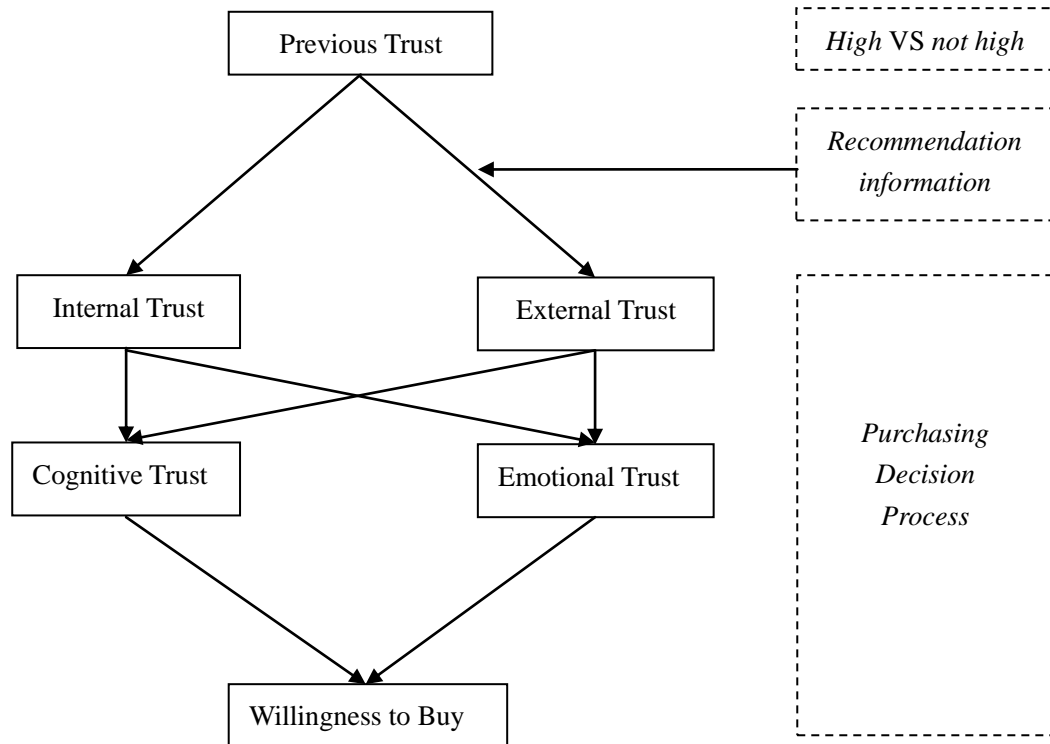 Previous Trust
High VS not high
Recommendation
information
Internal Trust
External Trust
Cognitive Trust
Emotional Trust
Purchasing
Decision
Process
Willingness to Buy